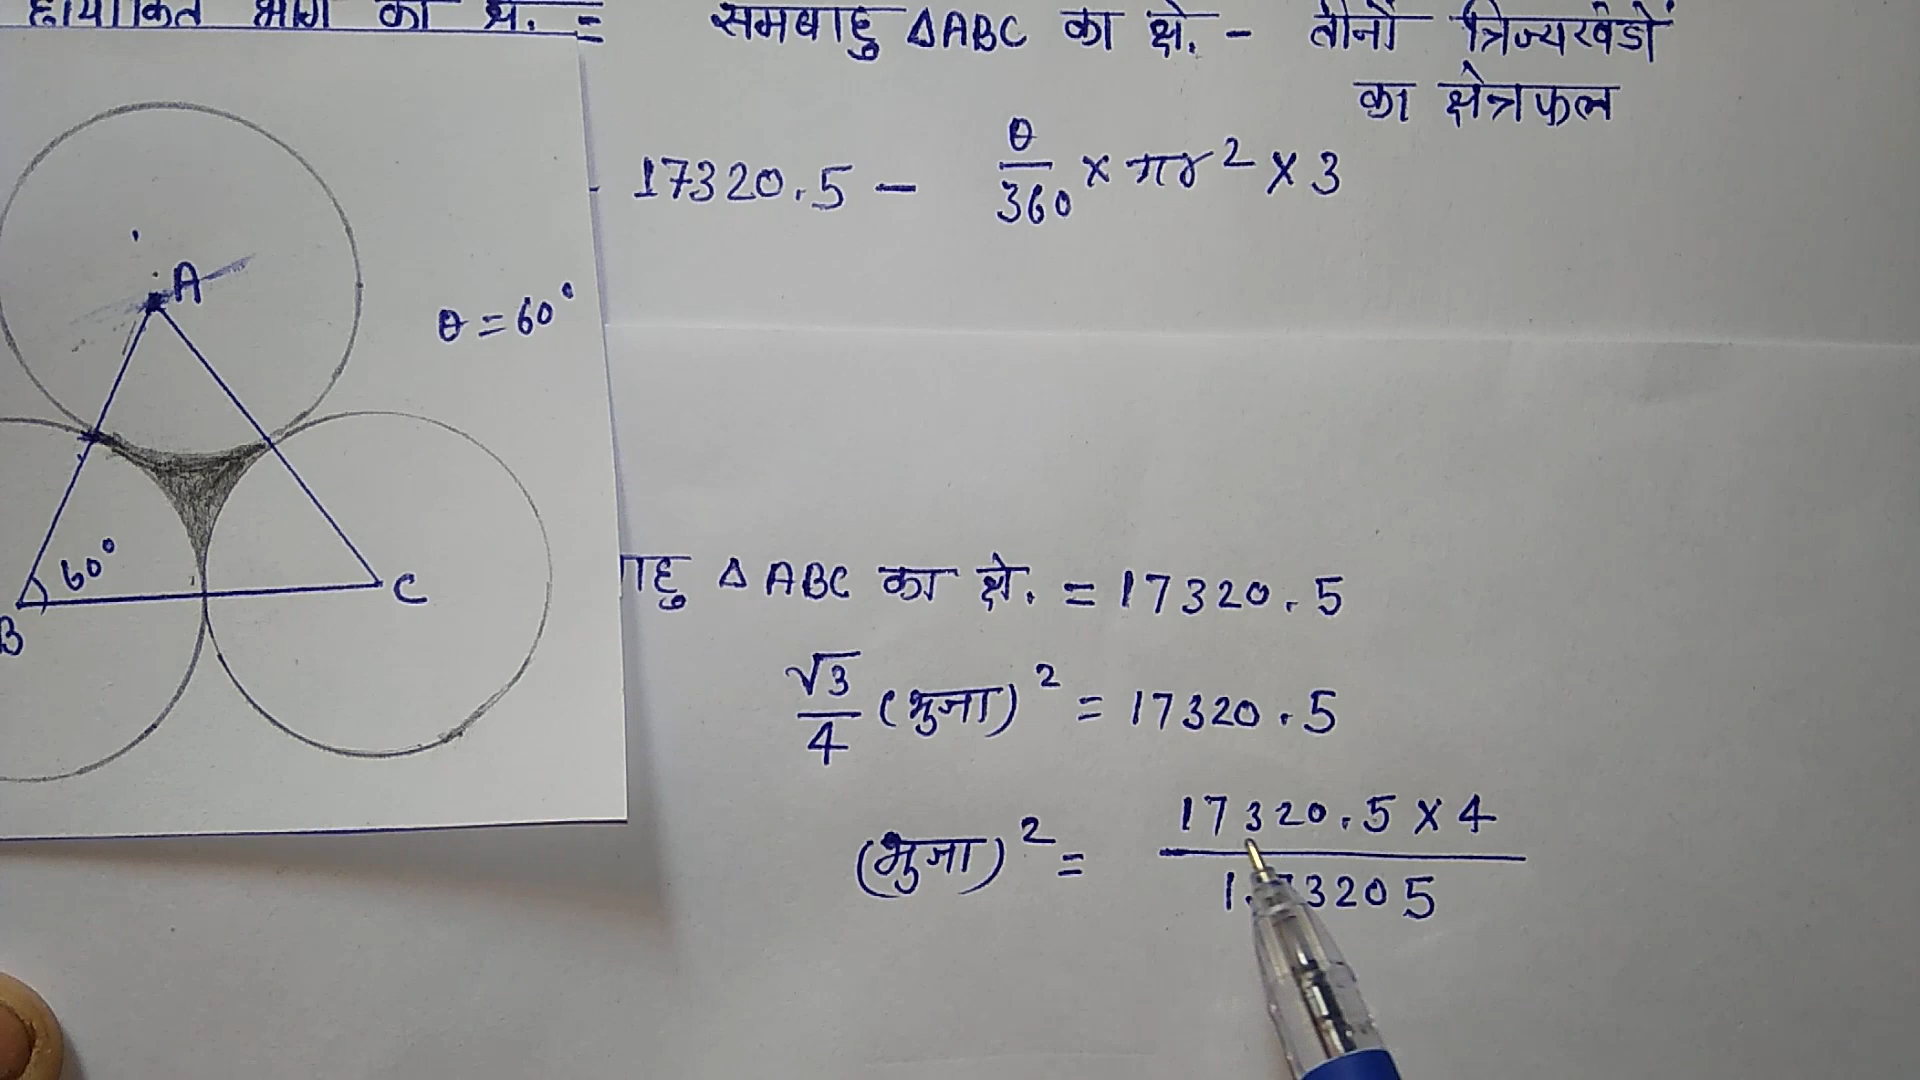 छायांकित भाग का क्षे. = समबाहु ΔABC का क्षे. - तीनों त्रिज्यखंडों
का क्षेत्रफल
17320.5 - θ/360 × πr² × 3
A
θ = 60°
60°
B
C
ΔABC का क्षे. = 17320.5
√3/4 (भुजा)² = 17320.5
(भुजा)² = 17320.5 × 4 / 1.73205